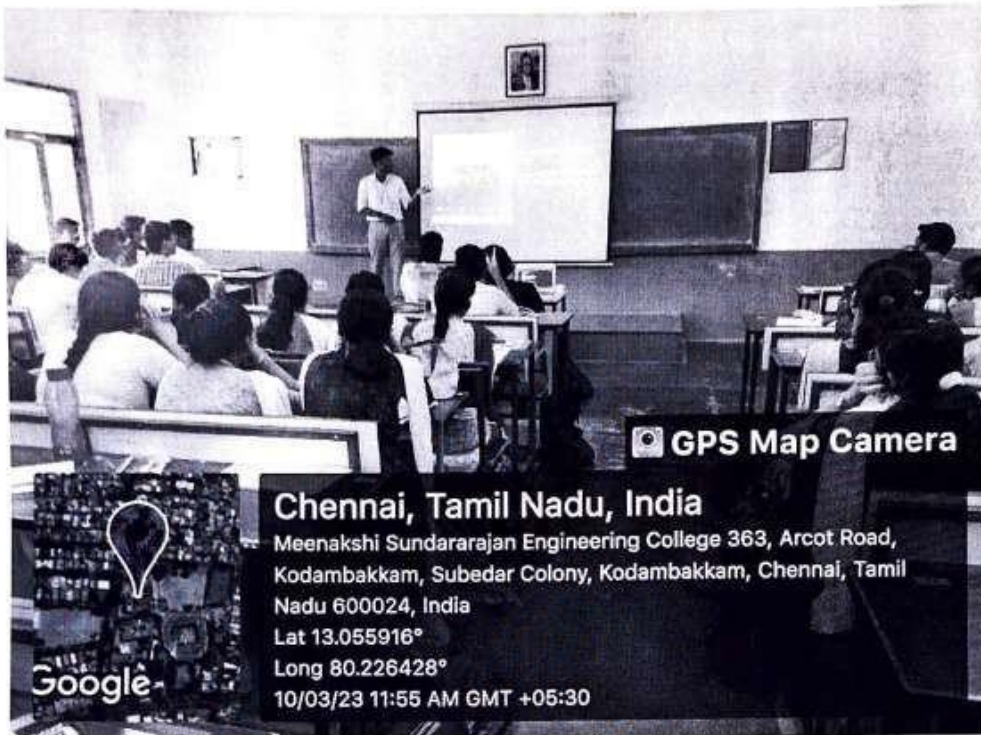 GPS Map Camera
Chennai, Tamil Nadu, India
Meenakshi Sundararajan Engineering College 363, Arcot Road,
Kodambakkam, Subedar Colony, Kodambakkam, Chennai, Tamil
Nadu 600024, India
Lat 13.055916°
Long 80.226428°
10/03/23 11:55 AM GMT +05:30
Google